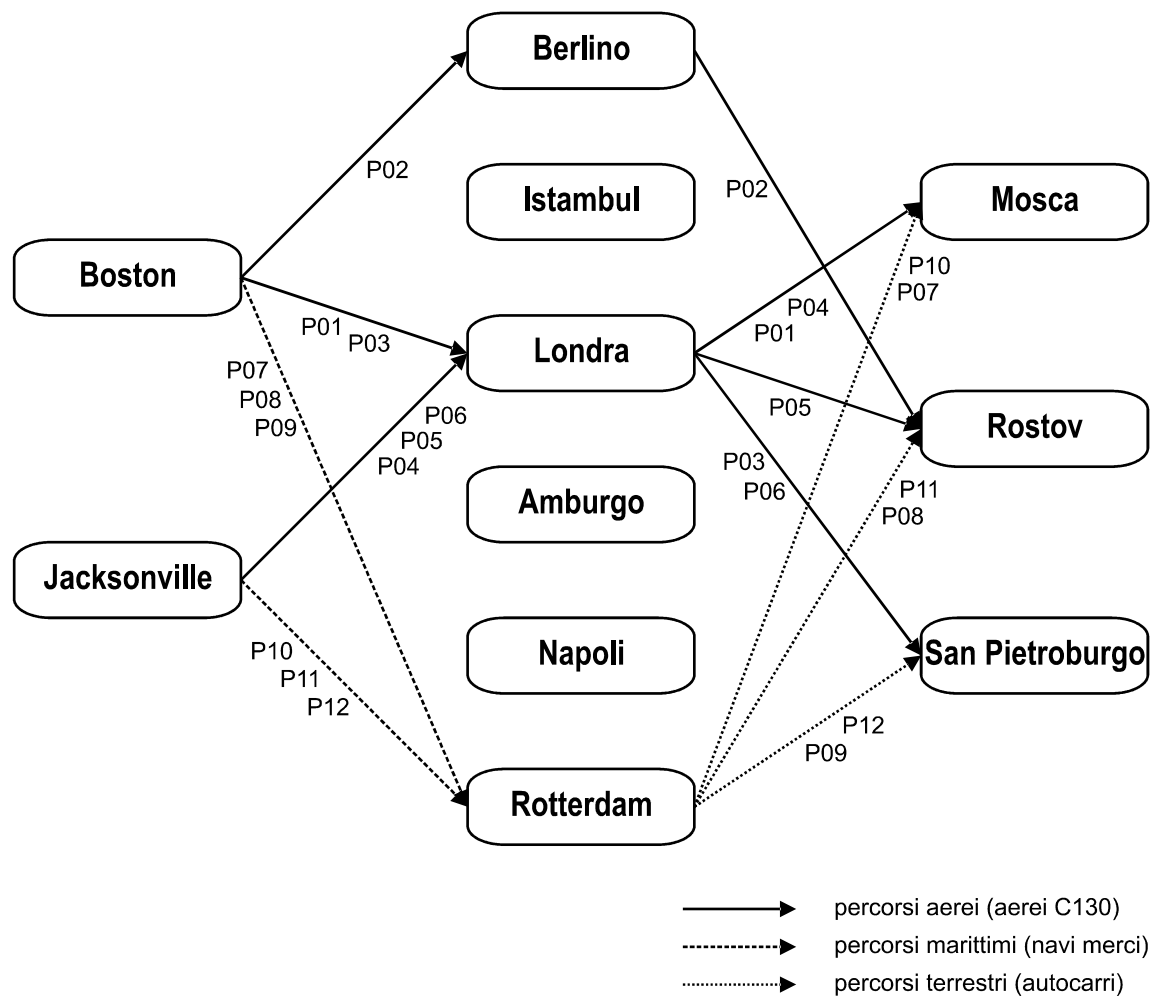 Berlino
P02
Istambul
P02
Mosca
Boston
P10
P07
P01
P03
Londra
P04
P01
P07
P08
P09
P06
P05
P04
P05
Rostov
P03
P06
Amburgo
P11
P08
Jacksonville
P10
P11
P12
Napoli
San Pietroburgo
P12
P09
Rotterdam
percorsi aerei (aerei C130)
percorsi marittimi (navi merci)
percorsi terrestri (autocarri)